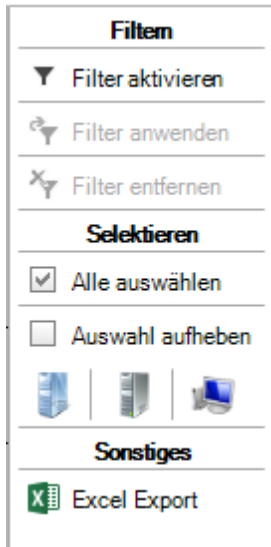 Filtern
Filter aktivieren
Filter anwenden
Filter entfernen
Selektieren
Alle auswählen
Auswahl aufheben
Sonstiges
Excel Export